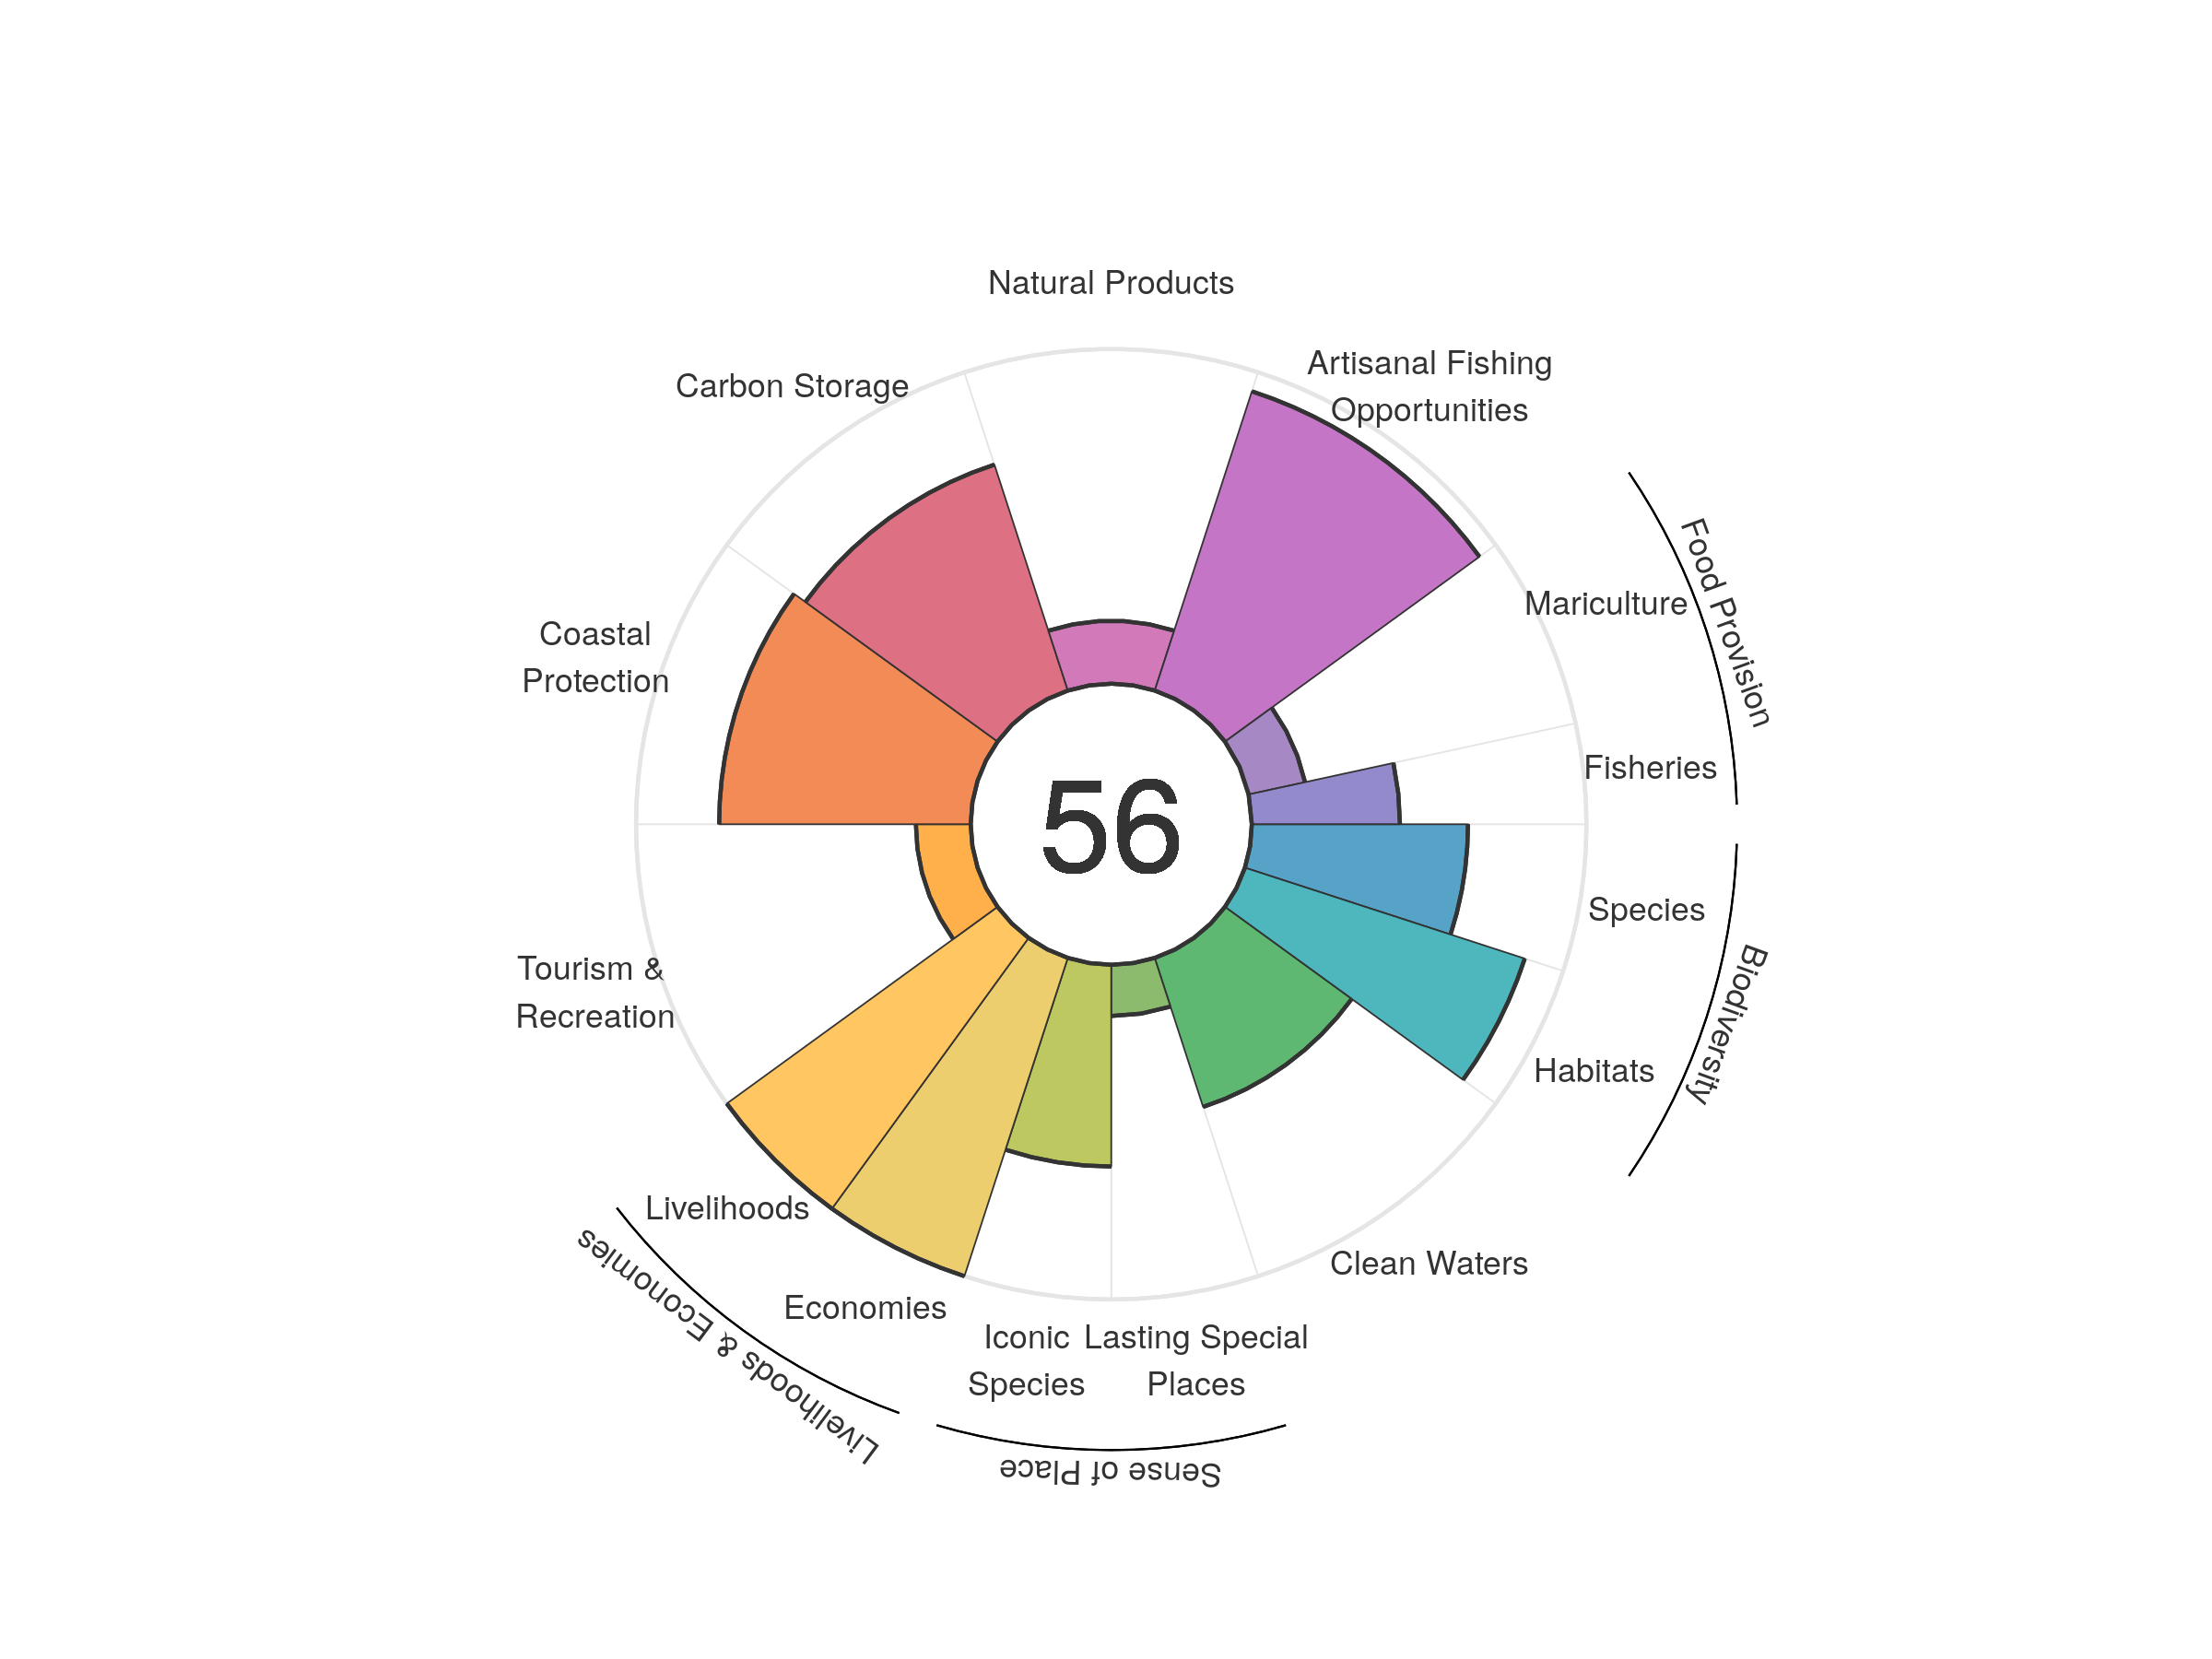 Natural Products
Artisanal Fishing
Opportunities
Carbon Storage
Food Provision
Mariculture
Coastal
Protection
Fisheries
56
Species
Biodiversity
Tourism &
Recreation
Habitats
Livelihoods
Clean Waters
Economies
Livelihoods & Economies
Iconic
Species
Lasting Special
Places
Sense of Place